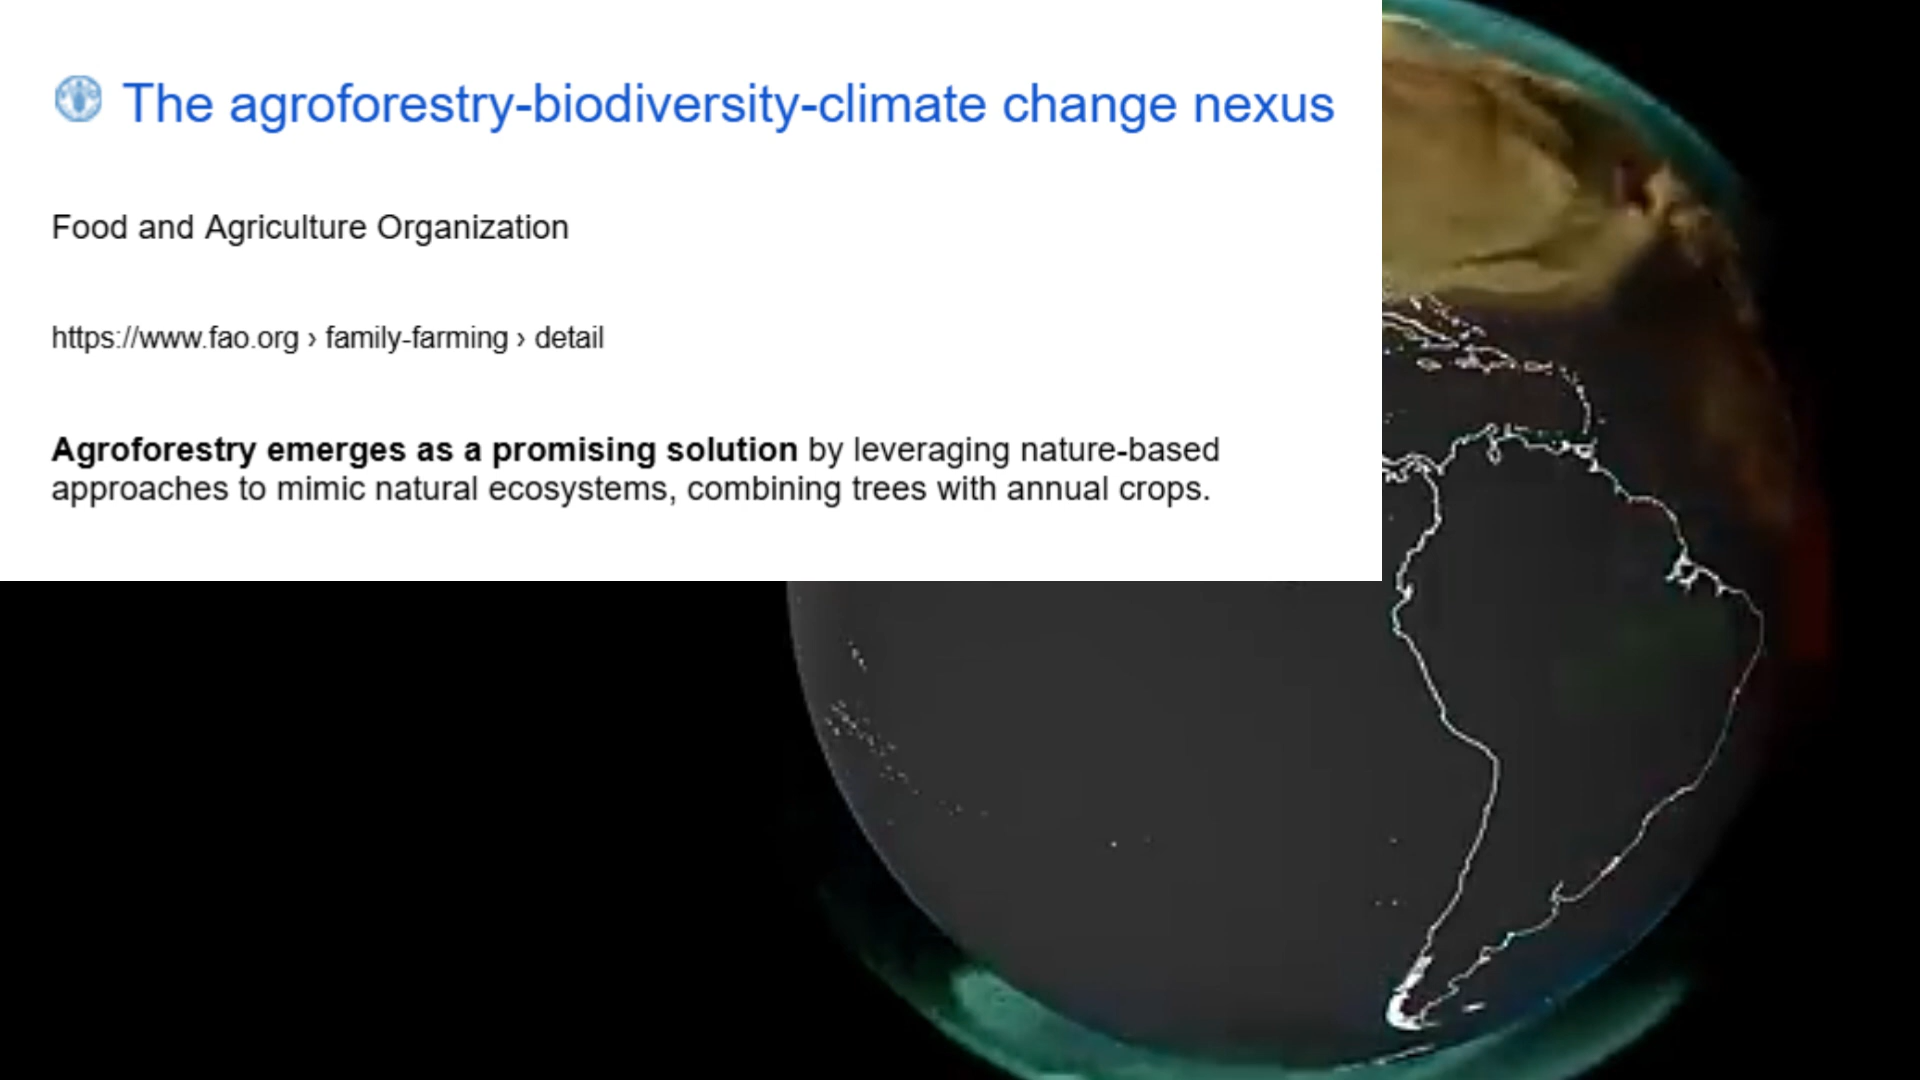 The agroforestry-biodiversity-climate change nexus
Food and Agriculture Organization
https://www.fao.org › family-farming › detail
Agroforestry emerges as a promising solution by leveraging nature-based
approaches to mimic natural ecosystems, combining trees with annual crops.